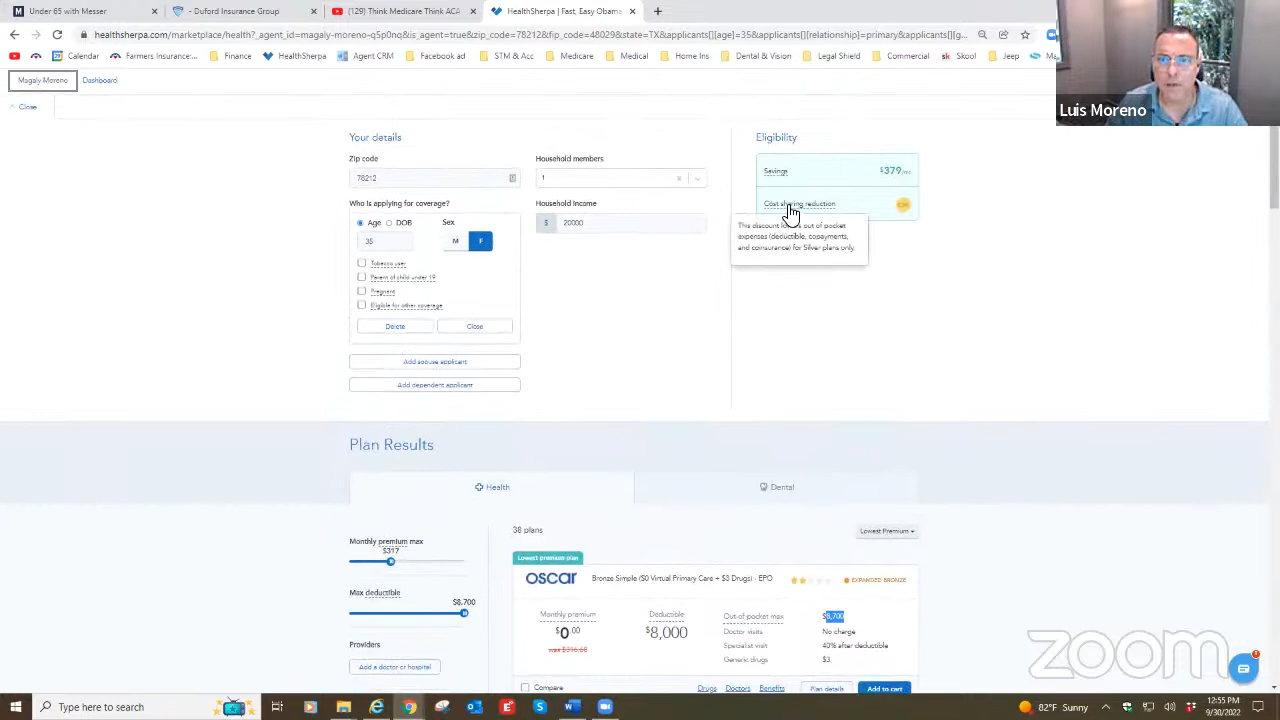 Under 65 with Messer
- Duford Insurance Group
(129) Think Medicare Think ACA
HealthSherpa | Fast, Easy Obama
healthsherpa.com/marketplace/health?_agent_id=magaly-moreno-q5p0nq&is_agent=true&zip_code=78212&fip_code=48029&state=TX&applicants[][age]=35&applicants[][relationship]=primary&applicants[][g...
Calendar
Farmers Insurance:...
Finance
HealthSherpa
Agent CRM
Facebook
STM & Acc
Medicare
Medical
Home Ins
Dental & Vision
Legal Shield
Commercial
sk Skool
Jeep
Magaly Moreno
Dashboard
Close
Luis Moreno
Your details
Zip code
78212
Who is applying for coverage?
Age
DOB
Sex
35
M
F
Tobacco user
Parent of child under 19
Pregnant
Eligible for other coverage
Delete
Close
Add spouse applicant
Add dependent applicant
Household members
1
Household Income
$ 20000
Eligibility
Savings
$379/mo
Cost sharing reduction
This discount lowers out of pocket
expenses (deductible, copayments,
and coinsurance) for Silver plans only.
Plan Results
Health
Dental
Monthly premium max
$317
Max deductible
$8,700
Providers
Add a doctor or hospital
38 plans
Lowest Premium
Lowest premium plan
oscar
Bronze Simple ($0 Virtual Primary Care + $3 Drugs) - EPO
EXPANDED BRONZE
Monthly premium
$0.00
was $316.68
Deductible
$8,000
Out-of-pocket max
$8,700
Doctor visits
No charge
Specialist visit
40% after deductible
Generic drugs
$3
Compare
Drugs
Doctors
Benefits
Plan details
Add to cart
zoom
Type here to search
82°F Sunny
12:55 PM
9/30/2022